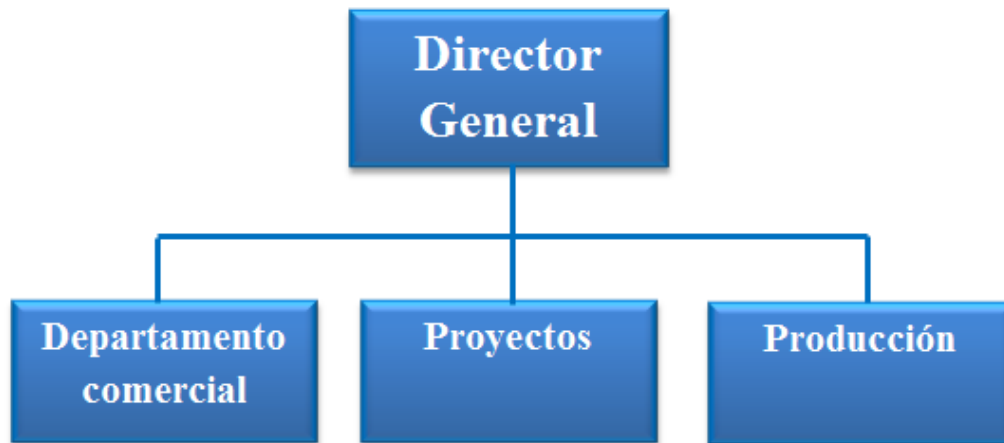 Director
General
Departamento
comercial
Proyectos
Producción